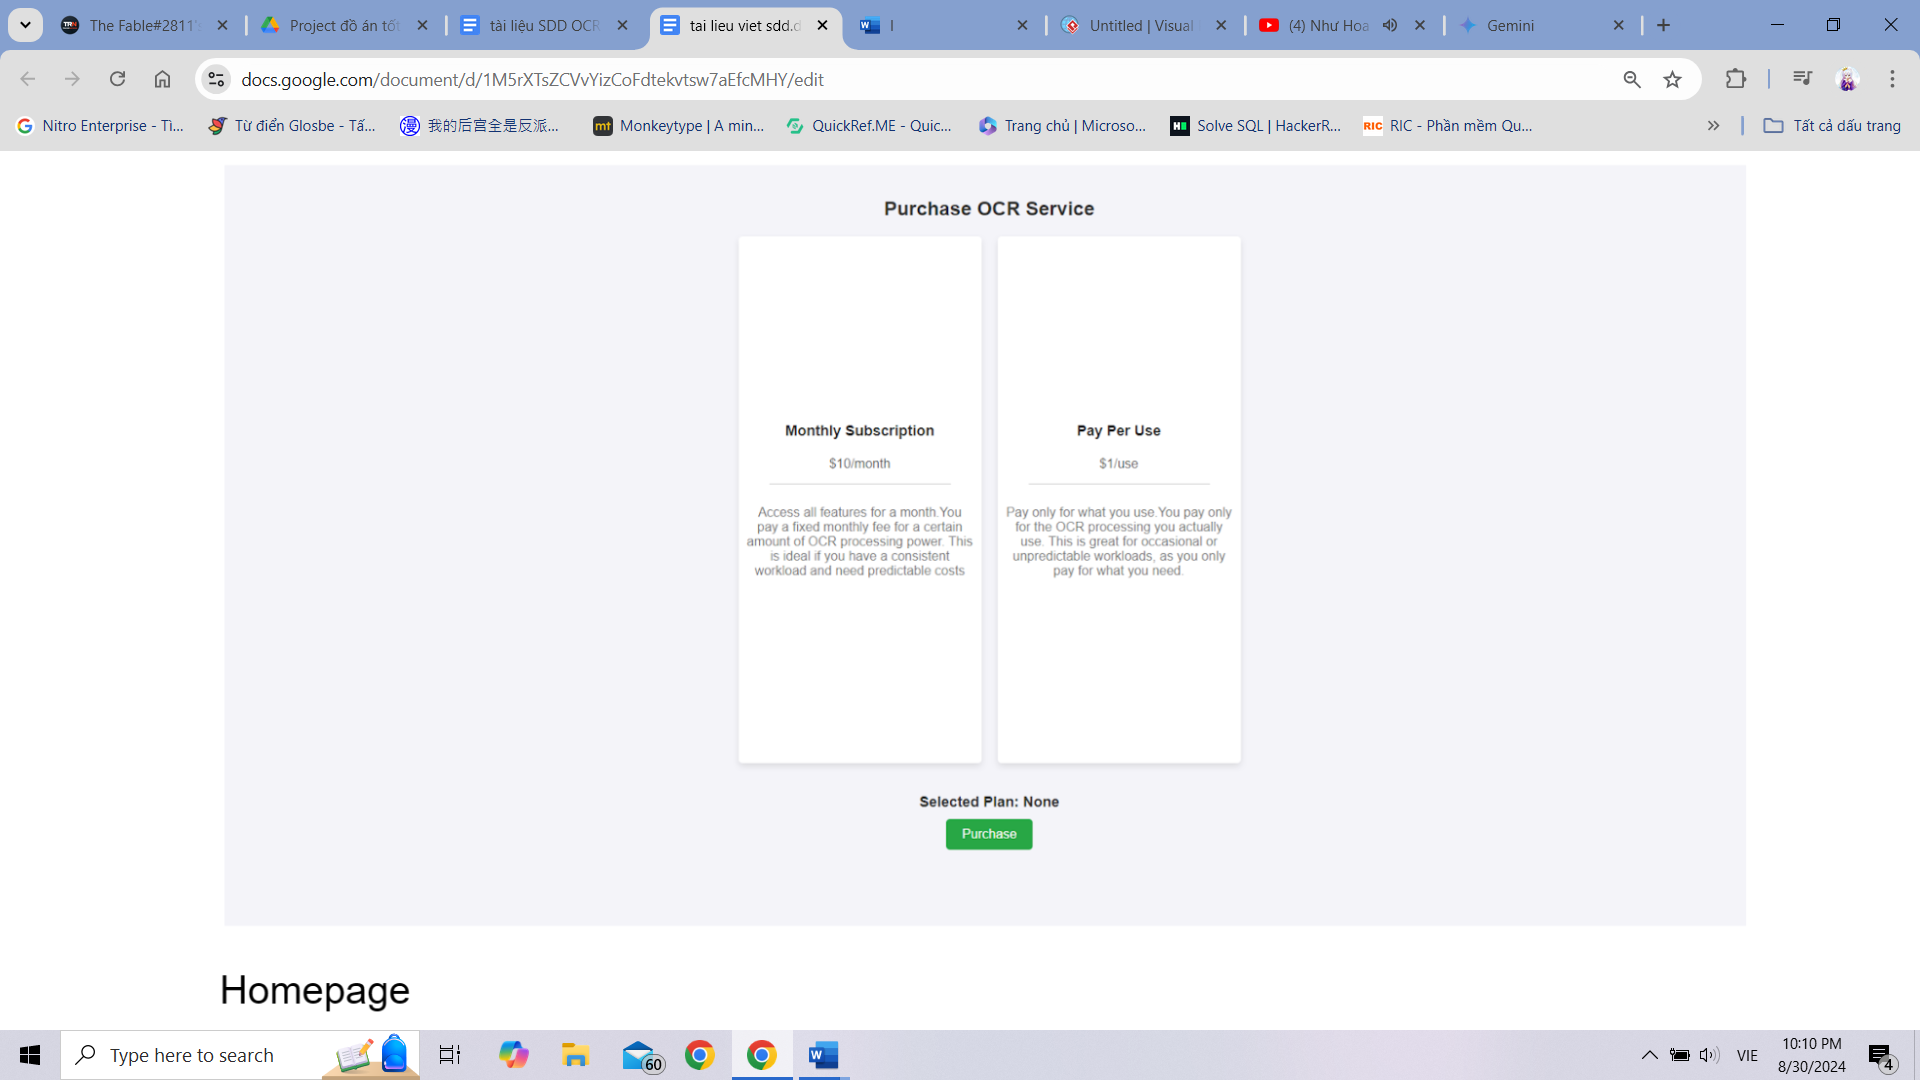 The Fable#2811'
Project đồ án tốt
tài liệu SDD OCR
tai lieu viet sdd.d
I
Untitled | Visual
(4) Như Hoa
Gemini
docs.google.com/document/d/1M5rXTsZCVvYizCoFdtekvtsw7aEfcMHY/edit
Nitro Enterprise - Ti...
Từ điển Glosbe - Tấ...
我的后宫全是反派...
Monkeytype | A min...
QuickRef.ME - Quic...
Trang chủ | Microso...
Solve SQL | HackerR...
RIC - Phần mềm Qu...
Tất cả dấu trang
Purchase OCR Service
Monthly Subscription
$10/month
Access all features for a month.You
pay a fixed monthly fee for a certain
amount of OCR processing power. This
is ideal if you have a consistent
workload and need predictable costs
Pay Per Use
$1/use
Pay only for what you use.You pay only
for the OCR processing you actually
use. This is great for occasional or
unpredictable workloads, as you only
pay for what you need.
Selected Plan: None
Purchase
Homepage
Type here to search
60
VIE
10:10 PM
8/30/2024
4